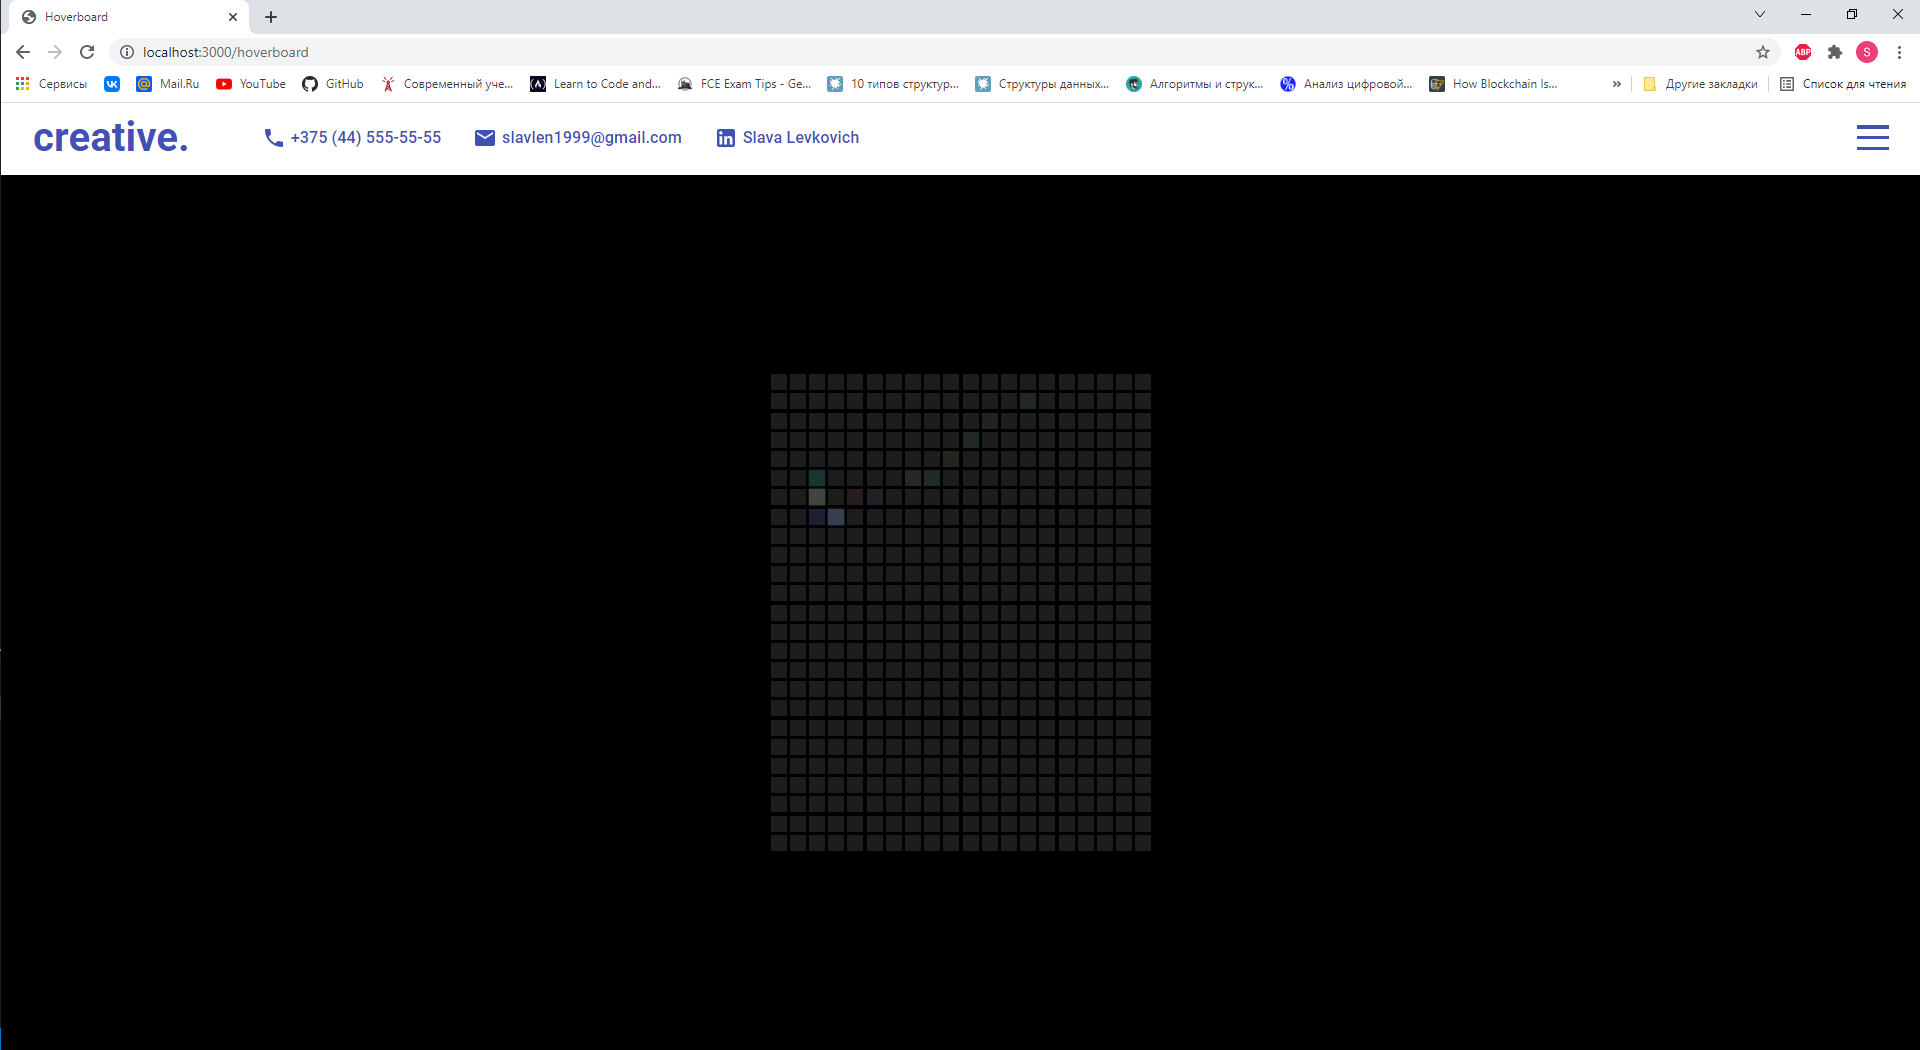 Hoverboard
localhost:3000/hoverboard
ABP
S
Сервисы Mail.Ru YouTube GitHub Современный уче... Learn to Code and... FCE Exam Tips - Ge... 10 типов структур... Структуры данных... Алгоритмы и струк... Анализ цифровой... How Blockchain Is... » Другие закладки Список для чтения
creative. +375 (44) 555-55-55 slavlen1999@gmail.com in Slava Levkovich